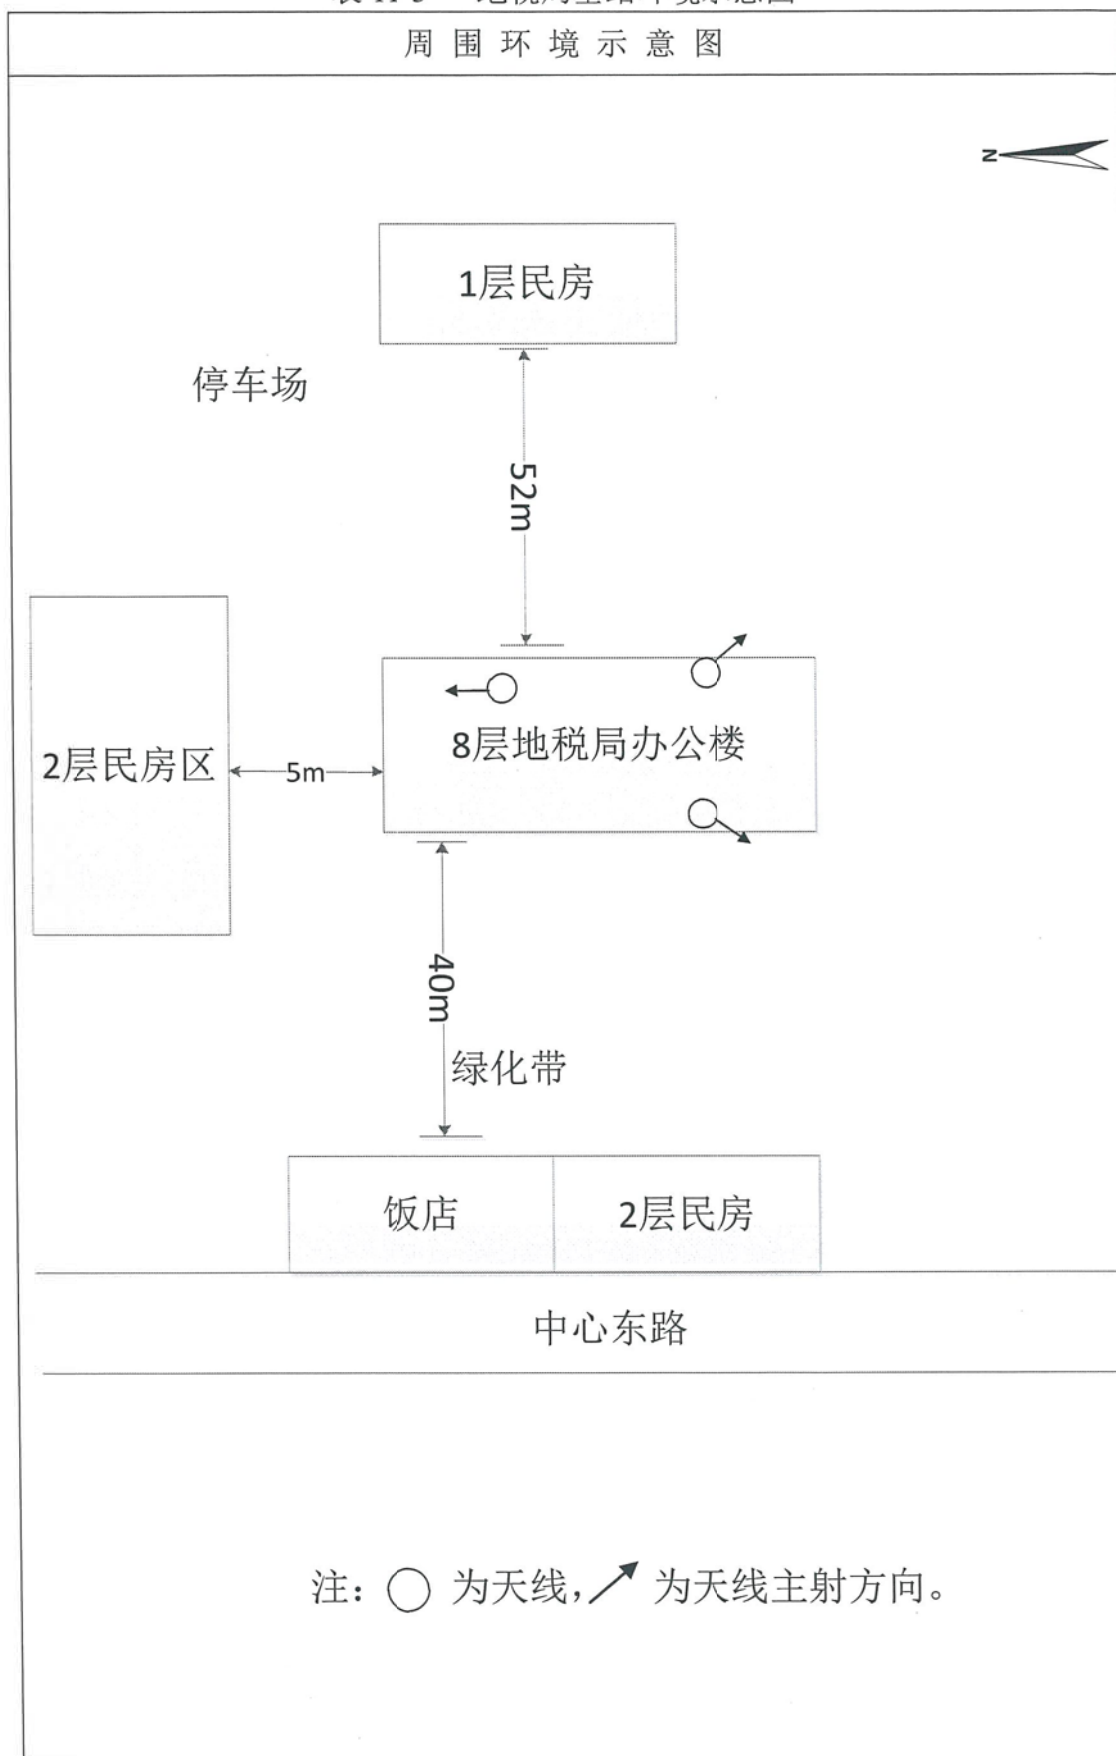 周围环境示意图
N
1层民房
停车场
52m
2层民房区
5m
8层地税局办公楼
40m
绿化带
饭店
2层民房
中心东路
注：○ 为天线，↗ 为天线主射方向。